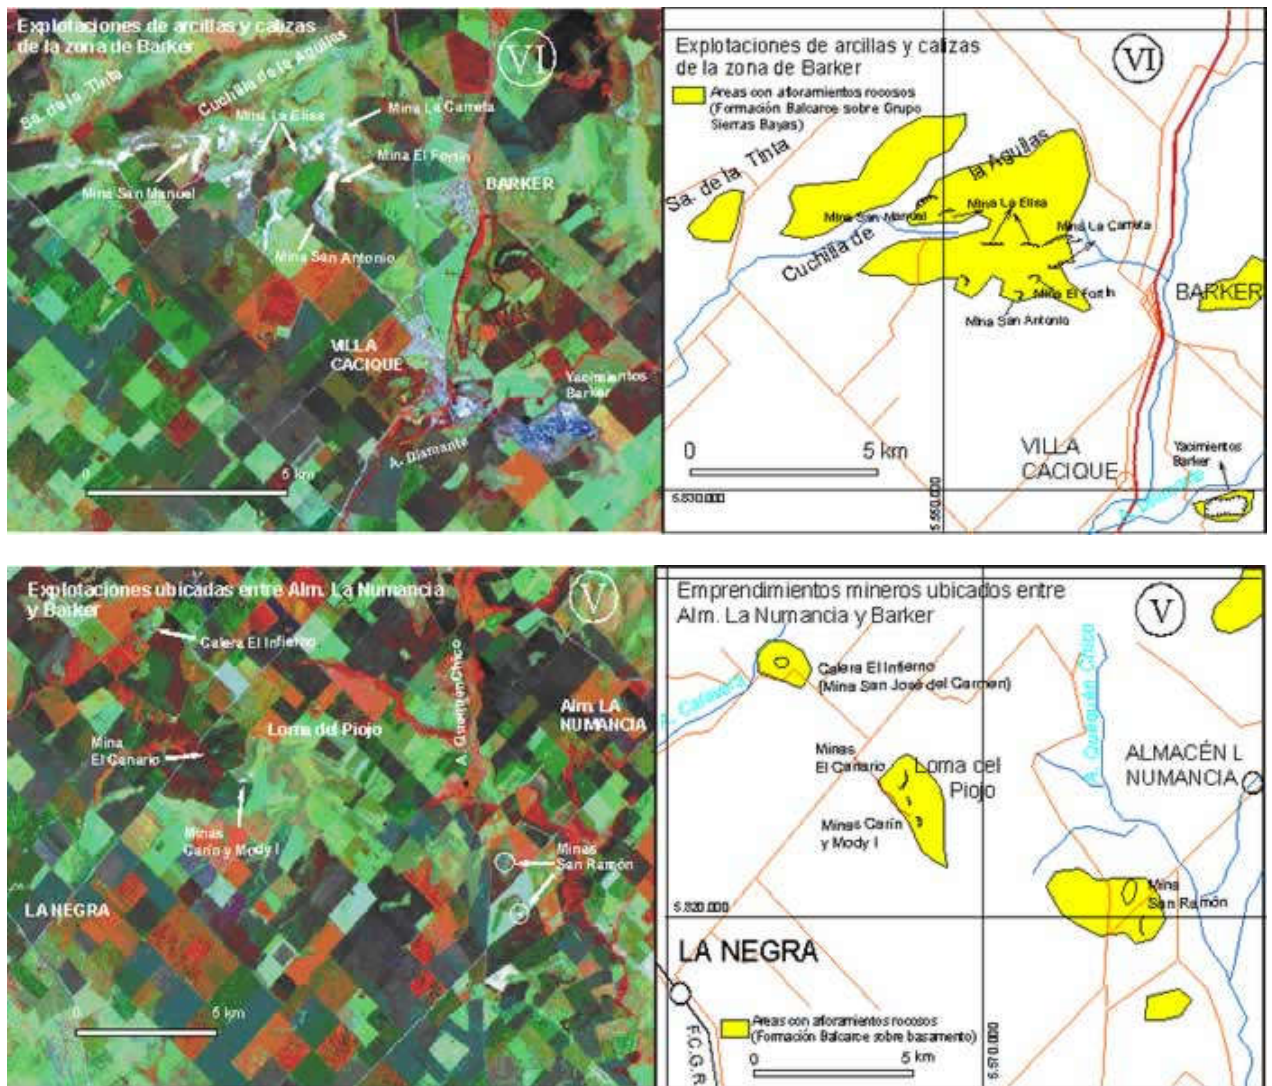 Explotaciones de arcillas y calizas
de la zona de Barker
VI
Sa. de la Tinta
Cuchilla de la Aguilas
Mina La Elisa
Mina La Carreta
Mina El Fortín
Mina San Manuel
BARKER
Mina San Antonio
VILLA
CACIQUE
Yacimientos
Barker
A. Diamante
0
5 km
Explotaciones de arcillas y calizas
de la zona de Barker
VI
Areas con afloramientos rocosos
(Formación Balcarce sobre Grupo
Sierras Bayas)
Sa. de la Tinta
la Aguilas
Mina La Elisa
Mina San Manuel
Mina La Carreta
Cuchilla de
BARKER
Mina El Fortín
Mina San Antonio
0
5 km
VILLA
CACIQUE
Yacimientos
Barker
5.830.000
5.550.000
Explotaciones ubicadas entre Alm. La Numancia
y Barker
V
Calera El Infierno
A. Quequén Chico
Alm. LA
NUMANCIA
Loma del Piojo
Mina
El Canario
Minas
Carín y Mody I
Minas
San Ramón
LA NEGRA
0
5 km
Emprendimientos mineros ubicados entre
Alm. La Numancia y Barker
V
Calera El Infierno
(Mina San José del Carmen)
A. Quequén Chico
Minas
El Canario
Loma del
Piojo
ALMACÉN L
NUMANCIA
Minas Carín
y Mody I
Mina
San Ramón
5.820.000
LA NEGRA
Areas con afloramientos rocosos
(Formación Balcarce sobre basamento)
0
5 km
F.C.G.R
5.570.000